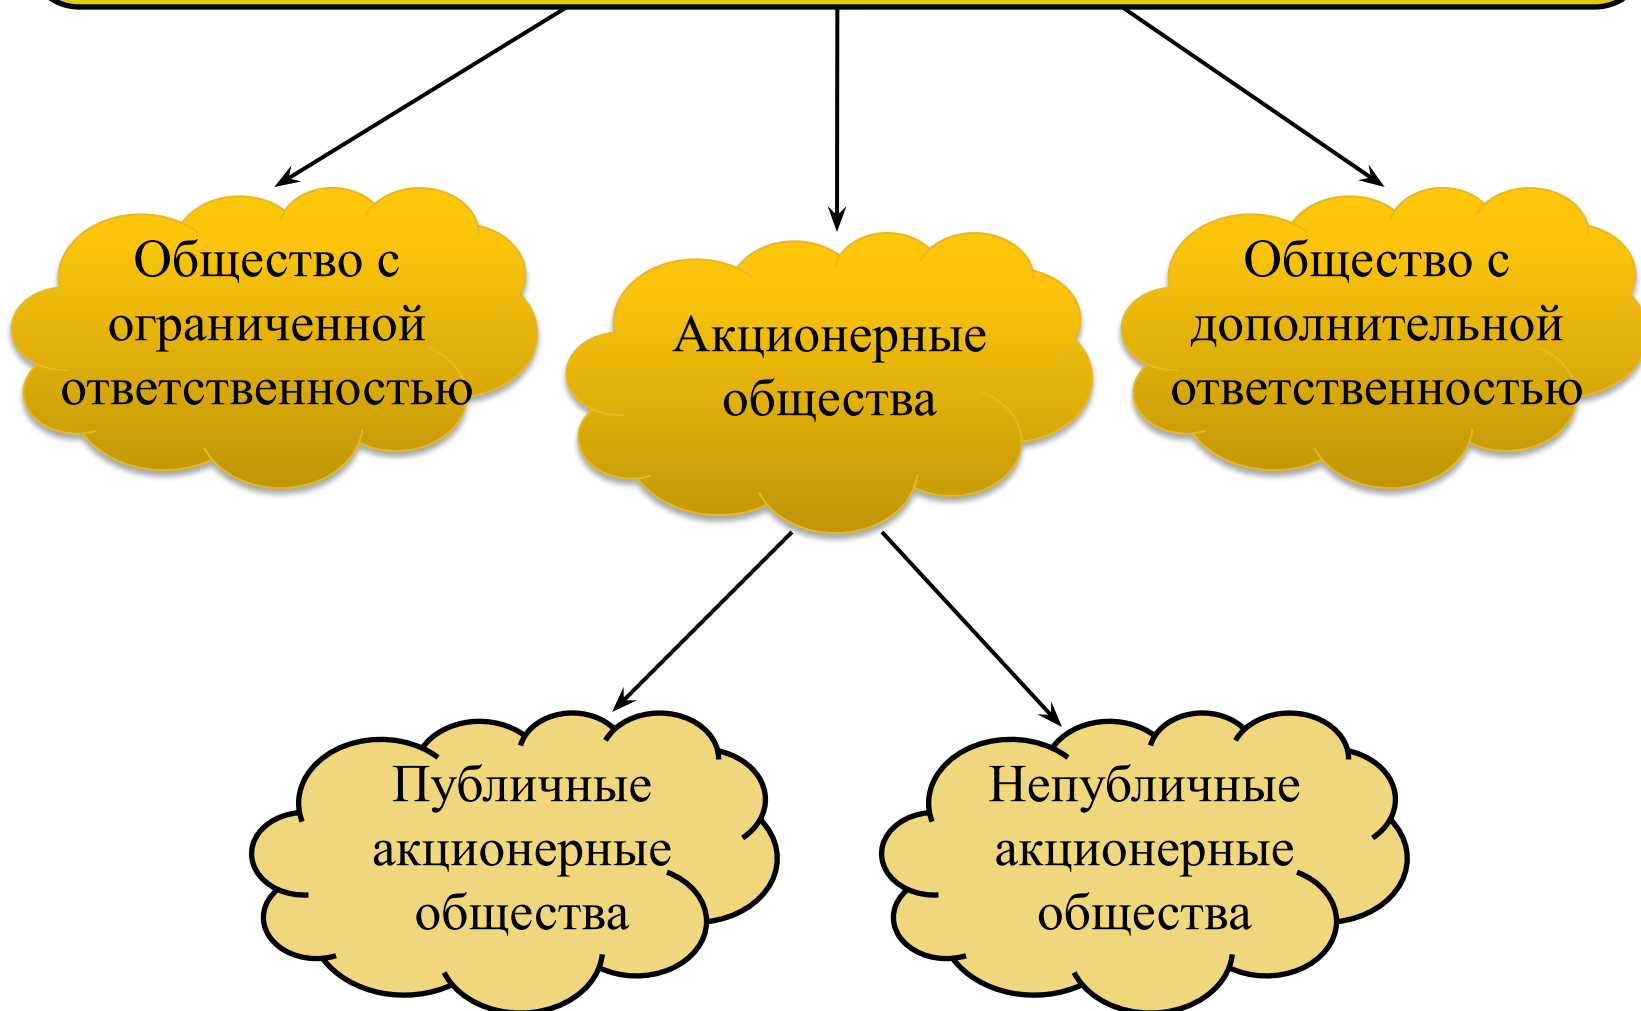 Общество с
ограниченной
ответственностью
Акционерные
общества
Общество с
дополнительной
ответственностью
Публичные
акционерные
общества
Непубличные
акционерные
общества